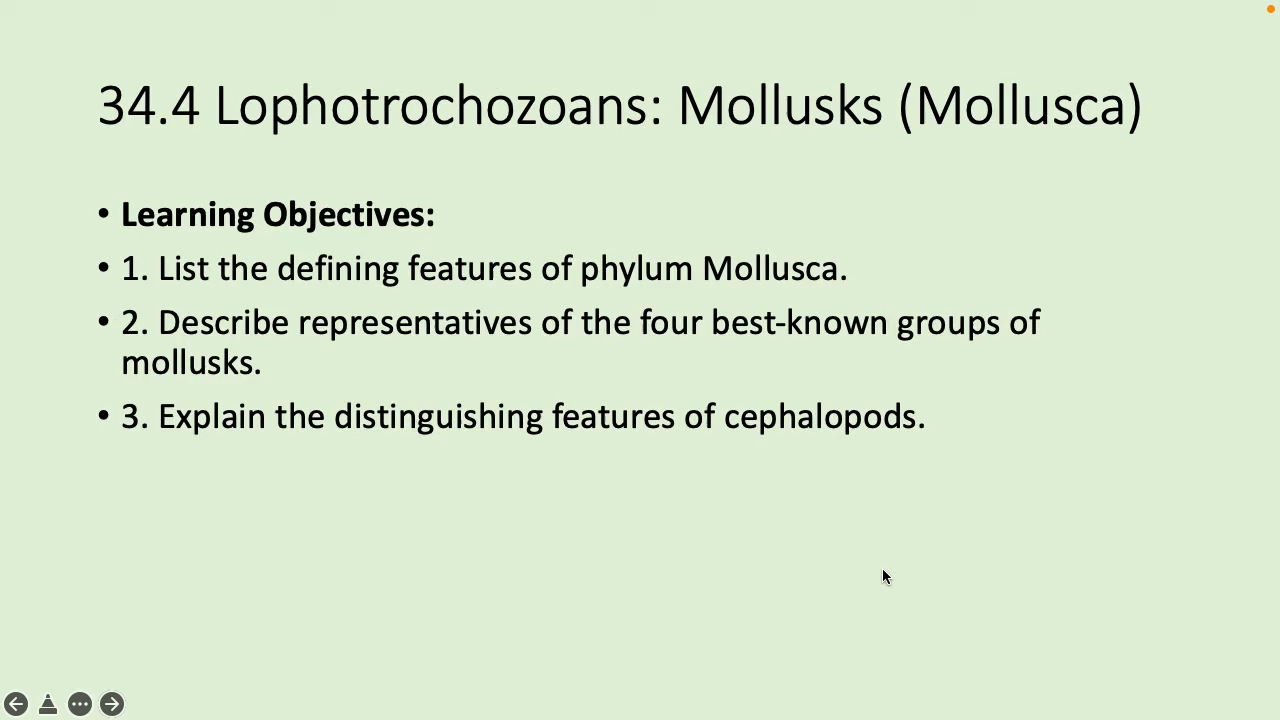 34.4 Lophotrochozoans: Mollusks (Mollusca)
• Learning Objectives:
• 1. List the defining features of phylum Mollusca.
• 2. Describe representatives of the four best-known groups of
mollusks.
• 3. Explain the distinguishing features of cephalopods.